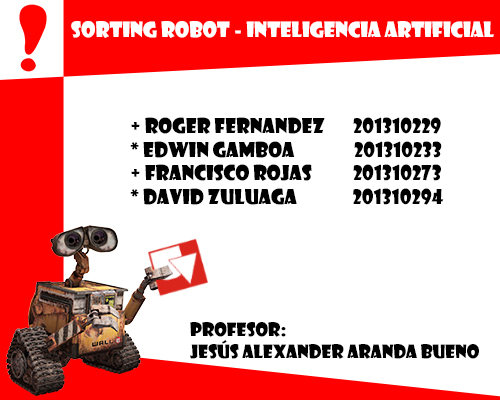 !
SORTING ROBOT - INTELIGENCIA ARTIFICIAL
+ ROGER FERNANDEZ 201310229
* EDWIN GAMBOA 201310233
+ FRANCISCO ROJAS 201310273
* DAVID ZULUAGA 201310294
WALL·E
PROFESOR:
JESÚS ALEXANDER ARANDA BUENO